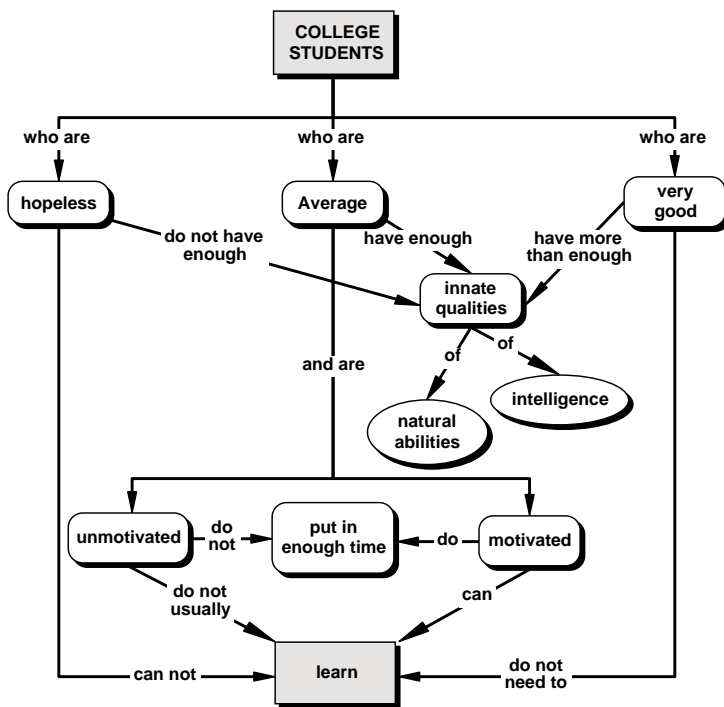 COLLEGE
STUDENTS
who are
who are
who are
hopeless
Average
very
good
do not have
enough
have enough
have more
than enough
innate
qualities
and are
of
of
natural
abilities
intelligence
unmotivated
do
not
put in
enough time
do
motivated
do not
usually
can
can not
learn
do not
need to